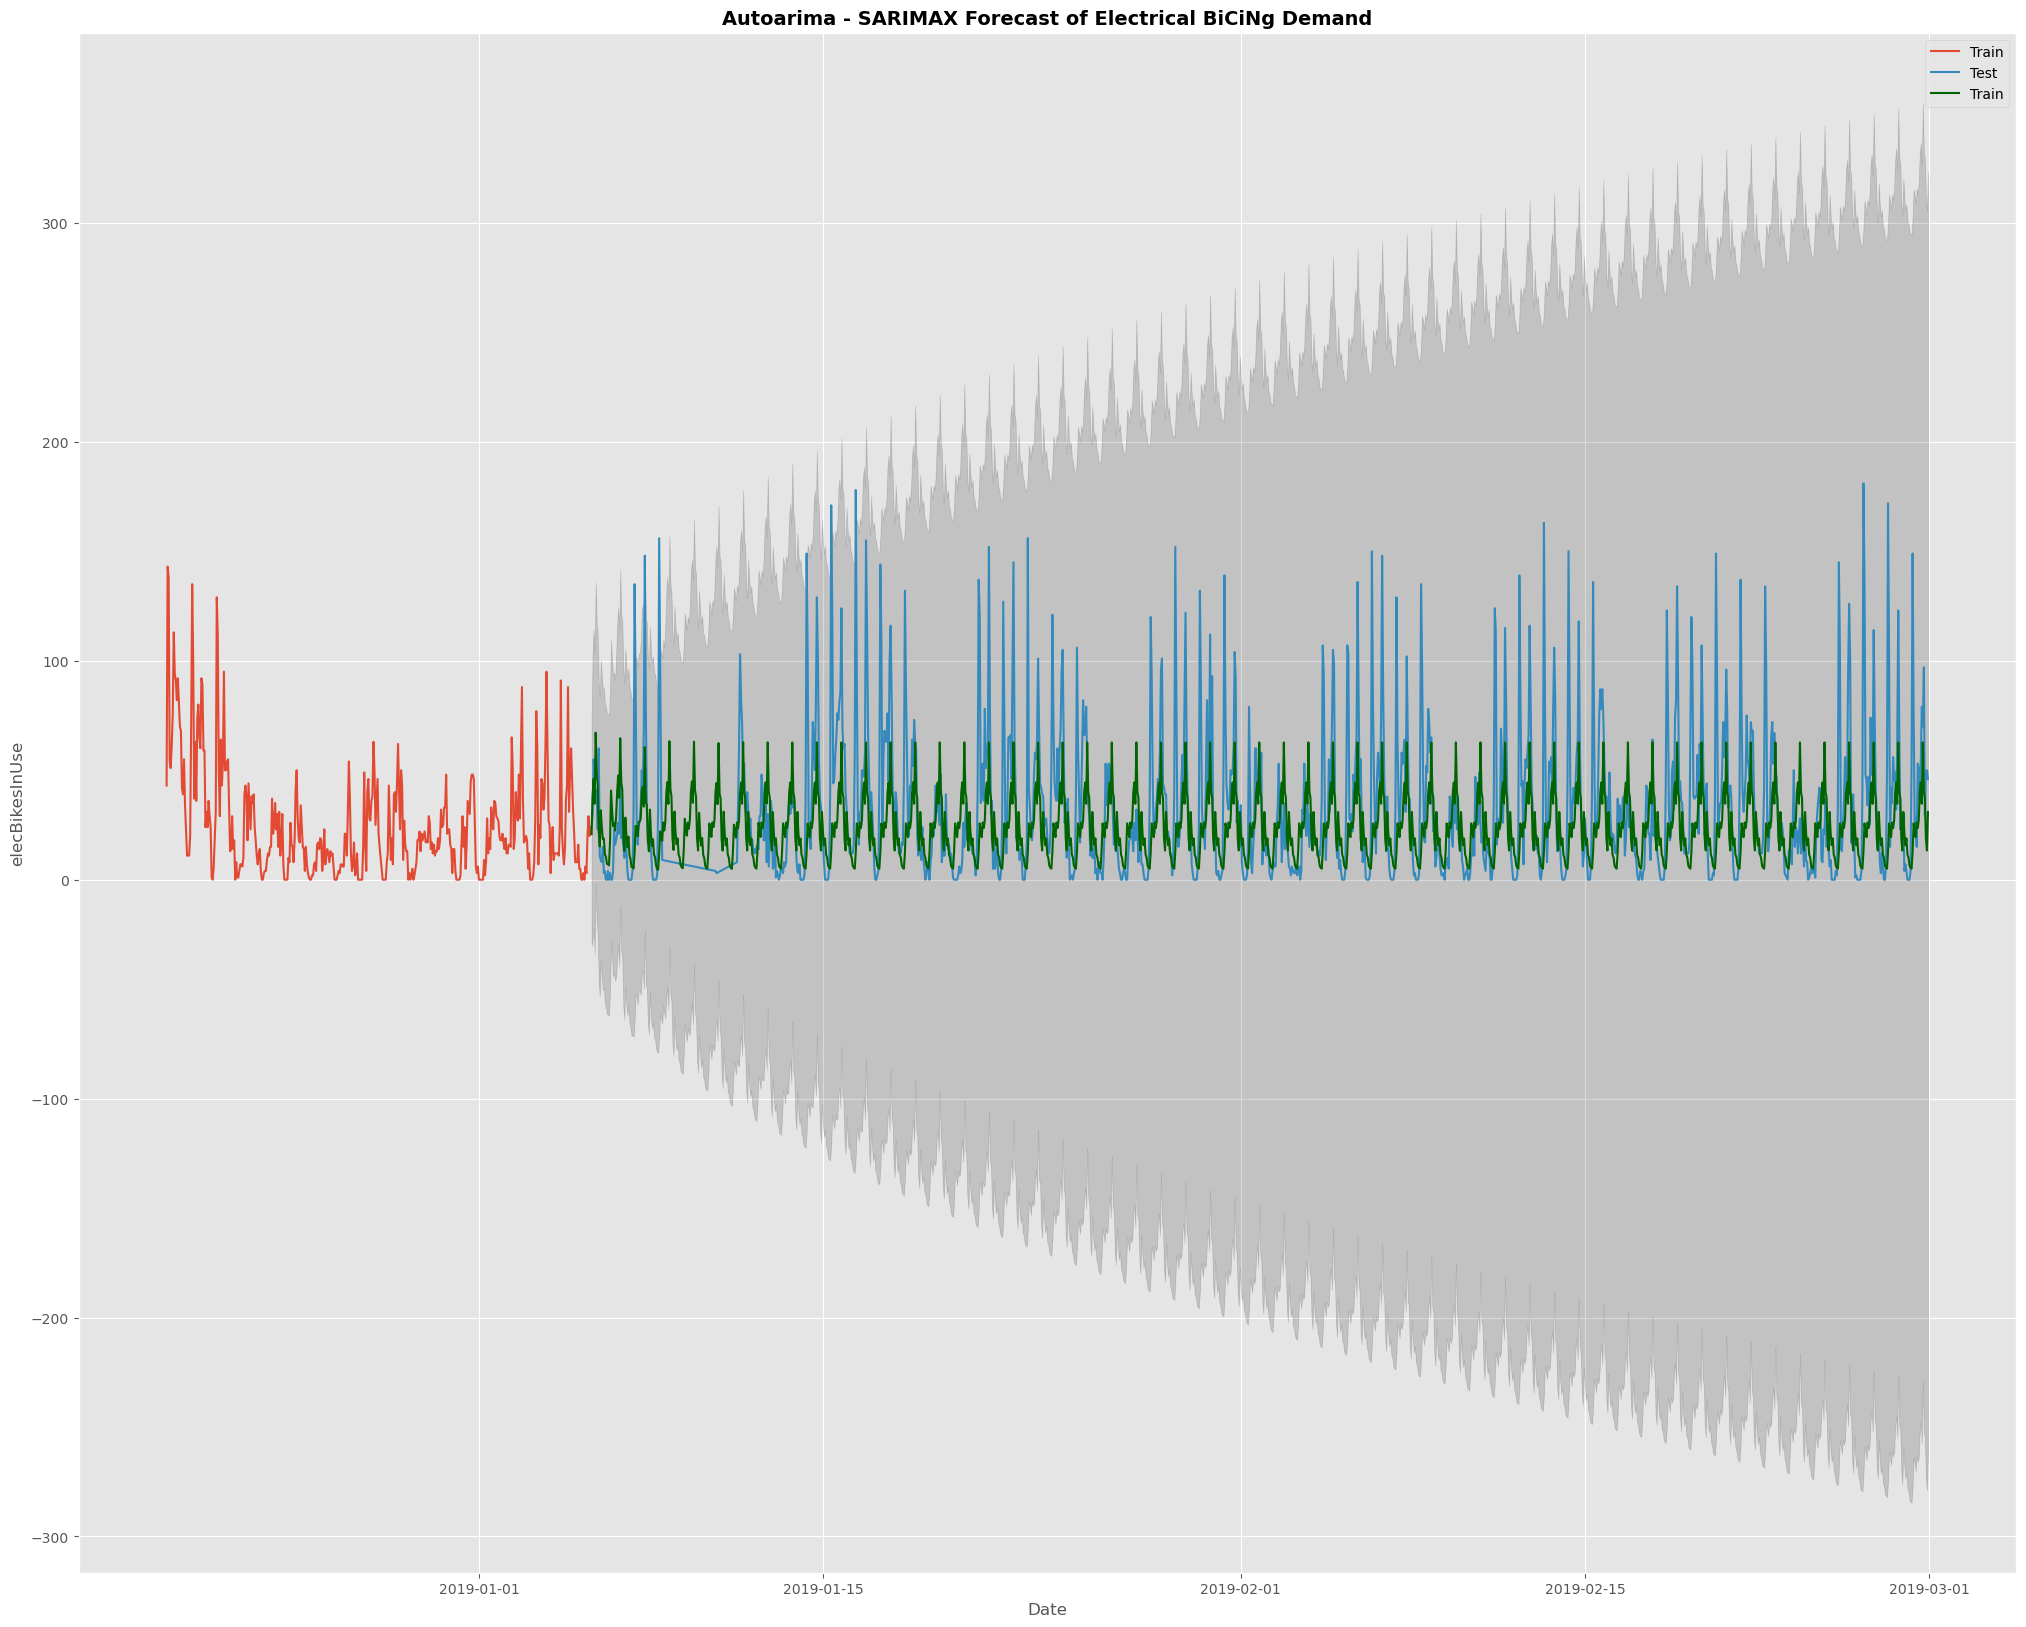 Autoarima - SARIMAX Forecast of Electrical BiCiNg Demand
Train
Test
Train
300
200
100
0
−100
−200
−300
elecBikesInUse
2019-01-01
2019-01-15
2019-02-01
2019-02-15
2019-03-01
Date